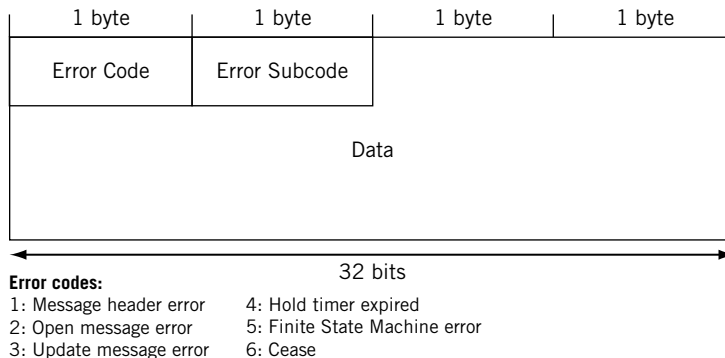 1 byte 1 byte 1 byte 1 byte
Error Code Error Subcode
Data
32 bits
Error codes:
1: Message header error 4: Hold timer expired
2: Open message error 5: Finite State Machine error
3: Update message error 6: Cease